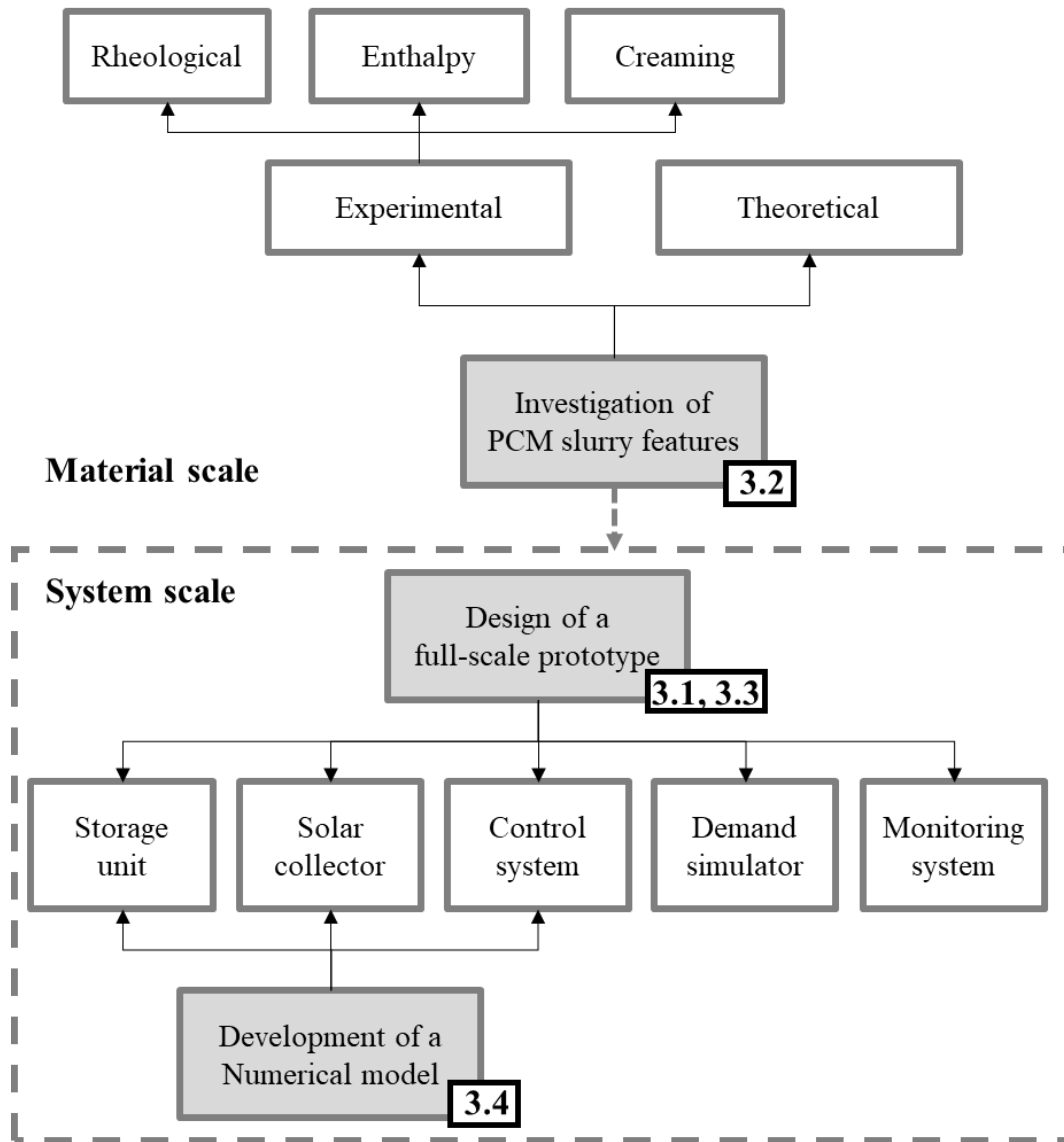 Rheological
Enthalpy
Creaming
Experimental
Theoretical
Investigation of
PCM slurry features
3.2
Material scale
System scale
Design of a
full-scale prototype
3.1, 3.3
Storage
unit
Solar
collector
Control
system
Demand
simulator
Monitoring
system
Development of a
Numerical model
3.4